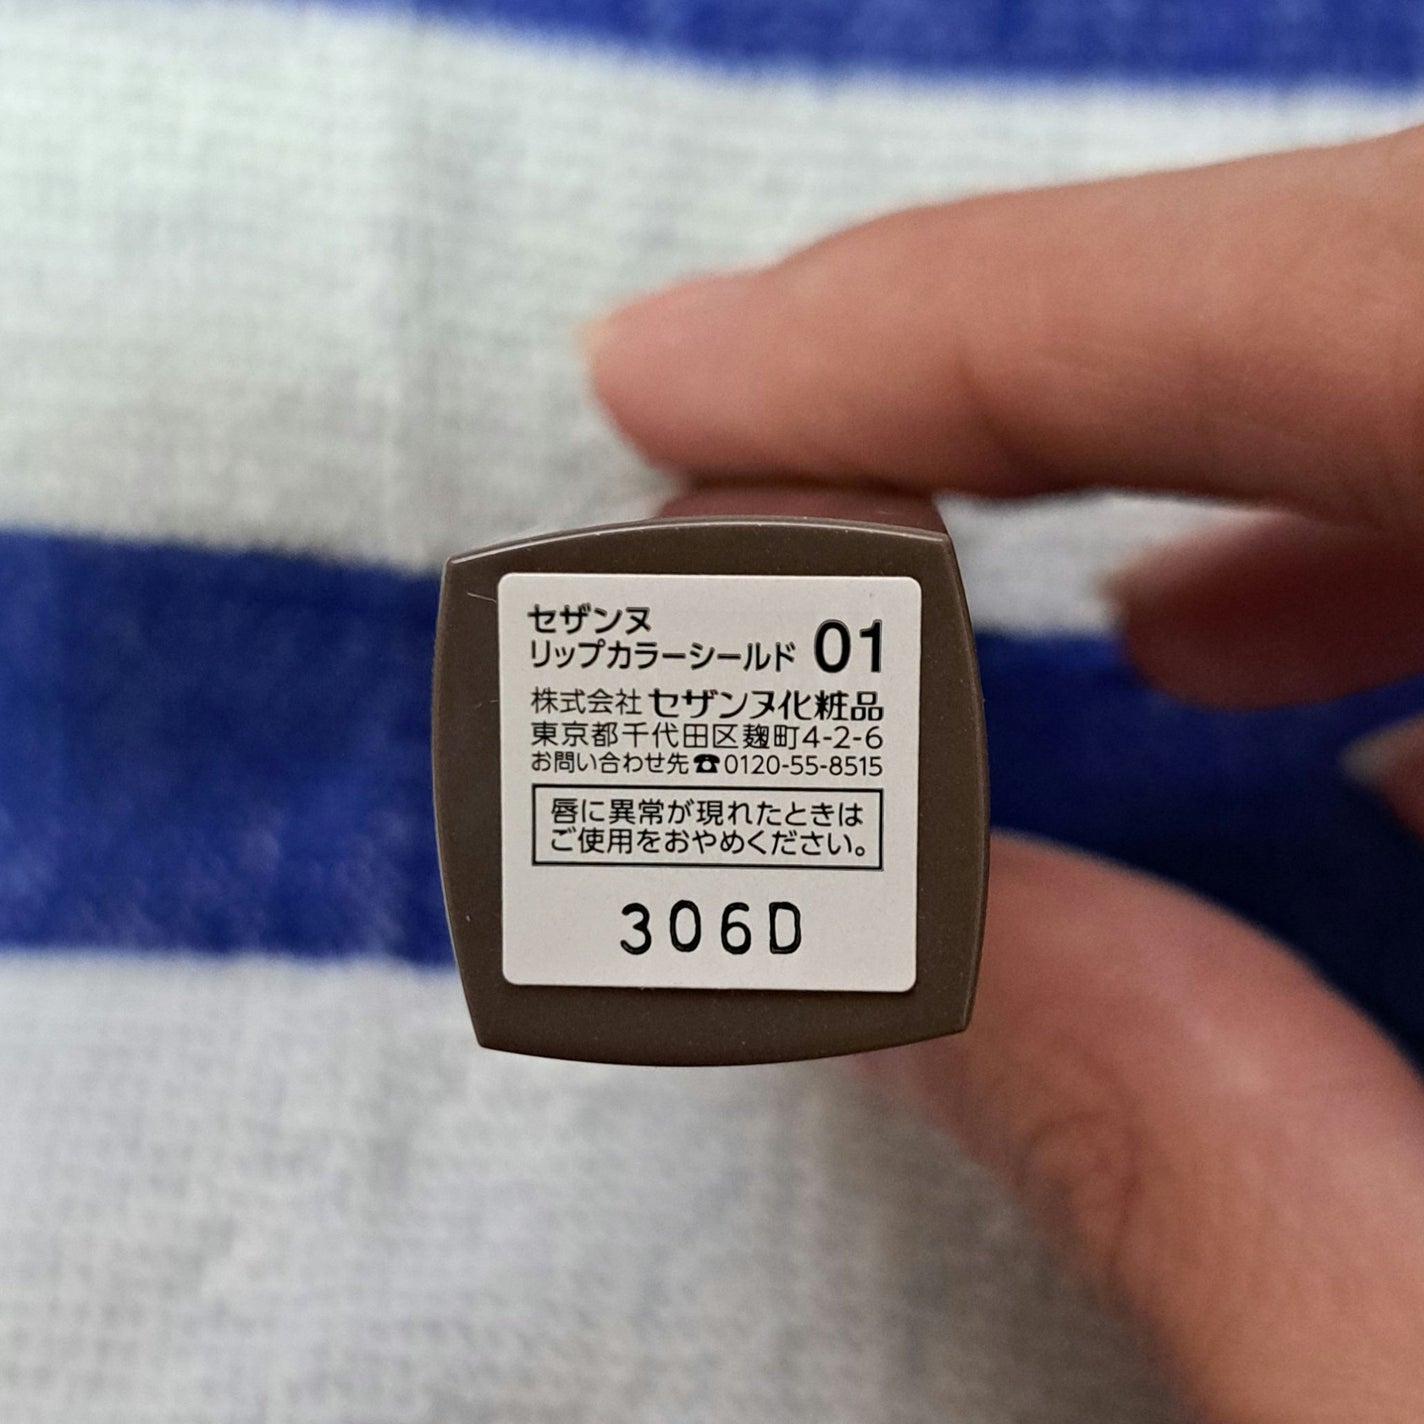 セザンヌ
リップカラーシールド 01
株式会社 セザンヌ化粧品
東京都千代田区麹町4-2-6
お問い合わせ先☎0120-55-8515
唇に異常が現れたときは
ご使用をおやめください。
306D